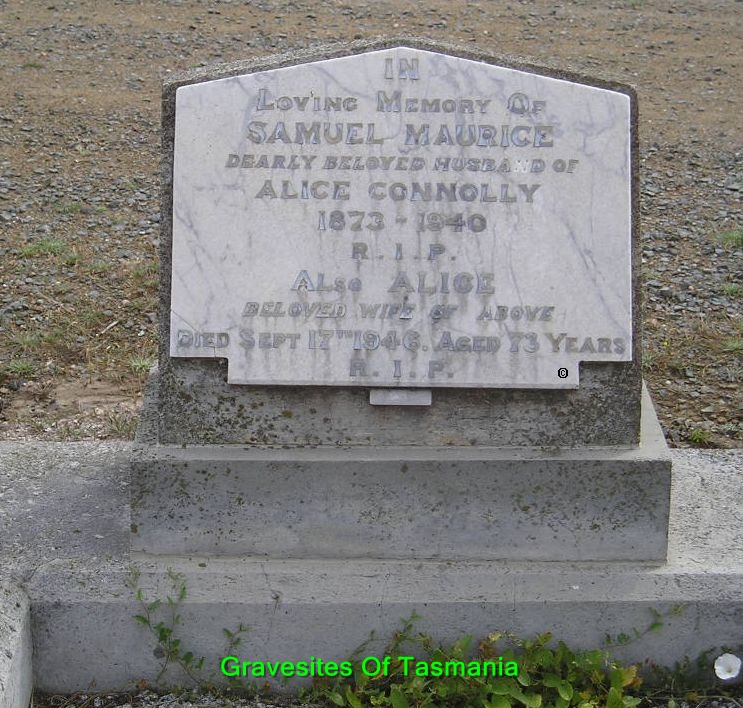 IN
LOVING MEMORY OF
SAMUEL MAURICE
DEARLY BELOVED HUSBAND OF
ALICE CONNOLLY
1873 - 1940
R. I. P.
ALSO ALICE
BELOVED WIFE OF ABOVE
DIED SEPT 17TH 1946. AGED 73 YEARS
R. I. P.
©
Gravesites Of Tasmania